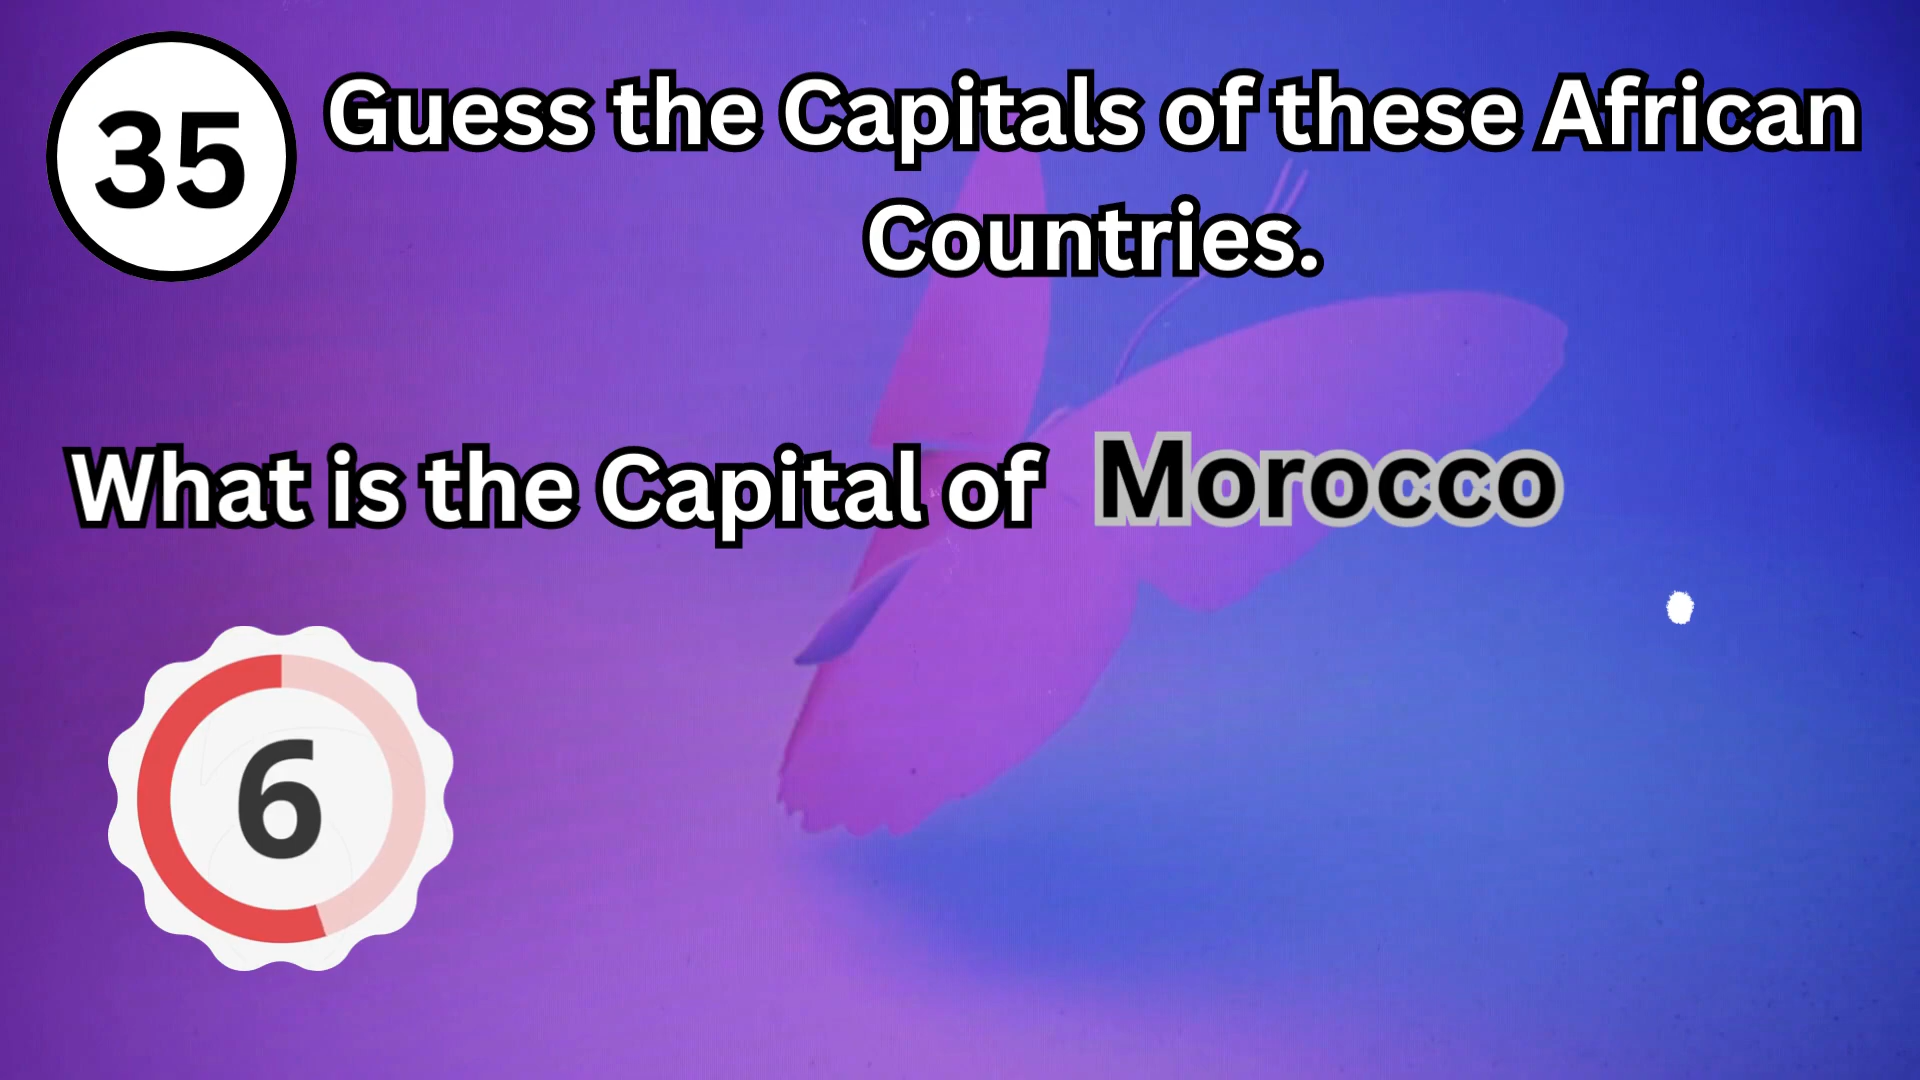 35
Guess the Capitals of these African
Countries.
What is the Capital of Morocco
6